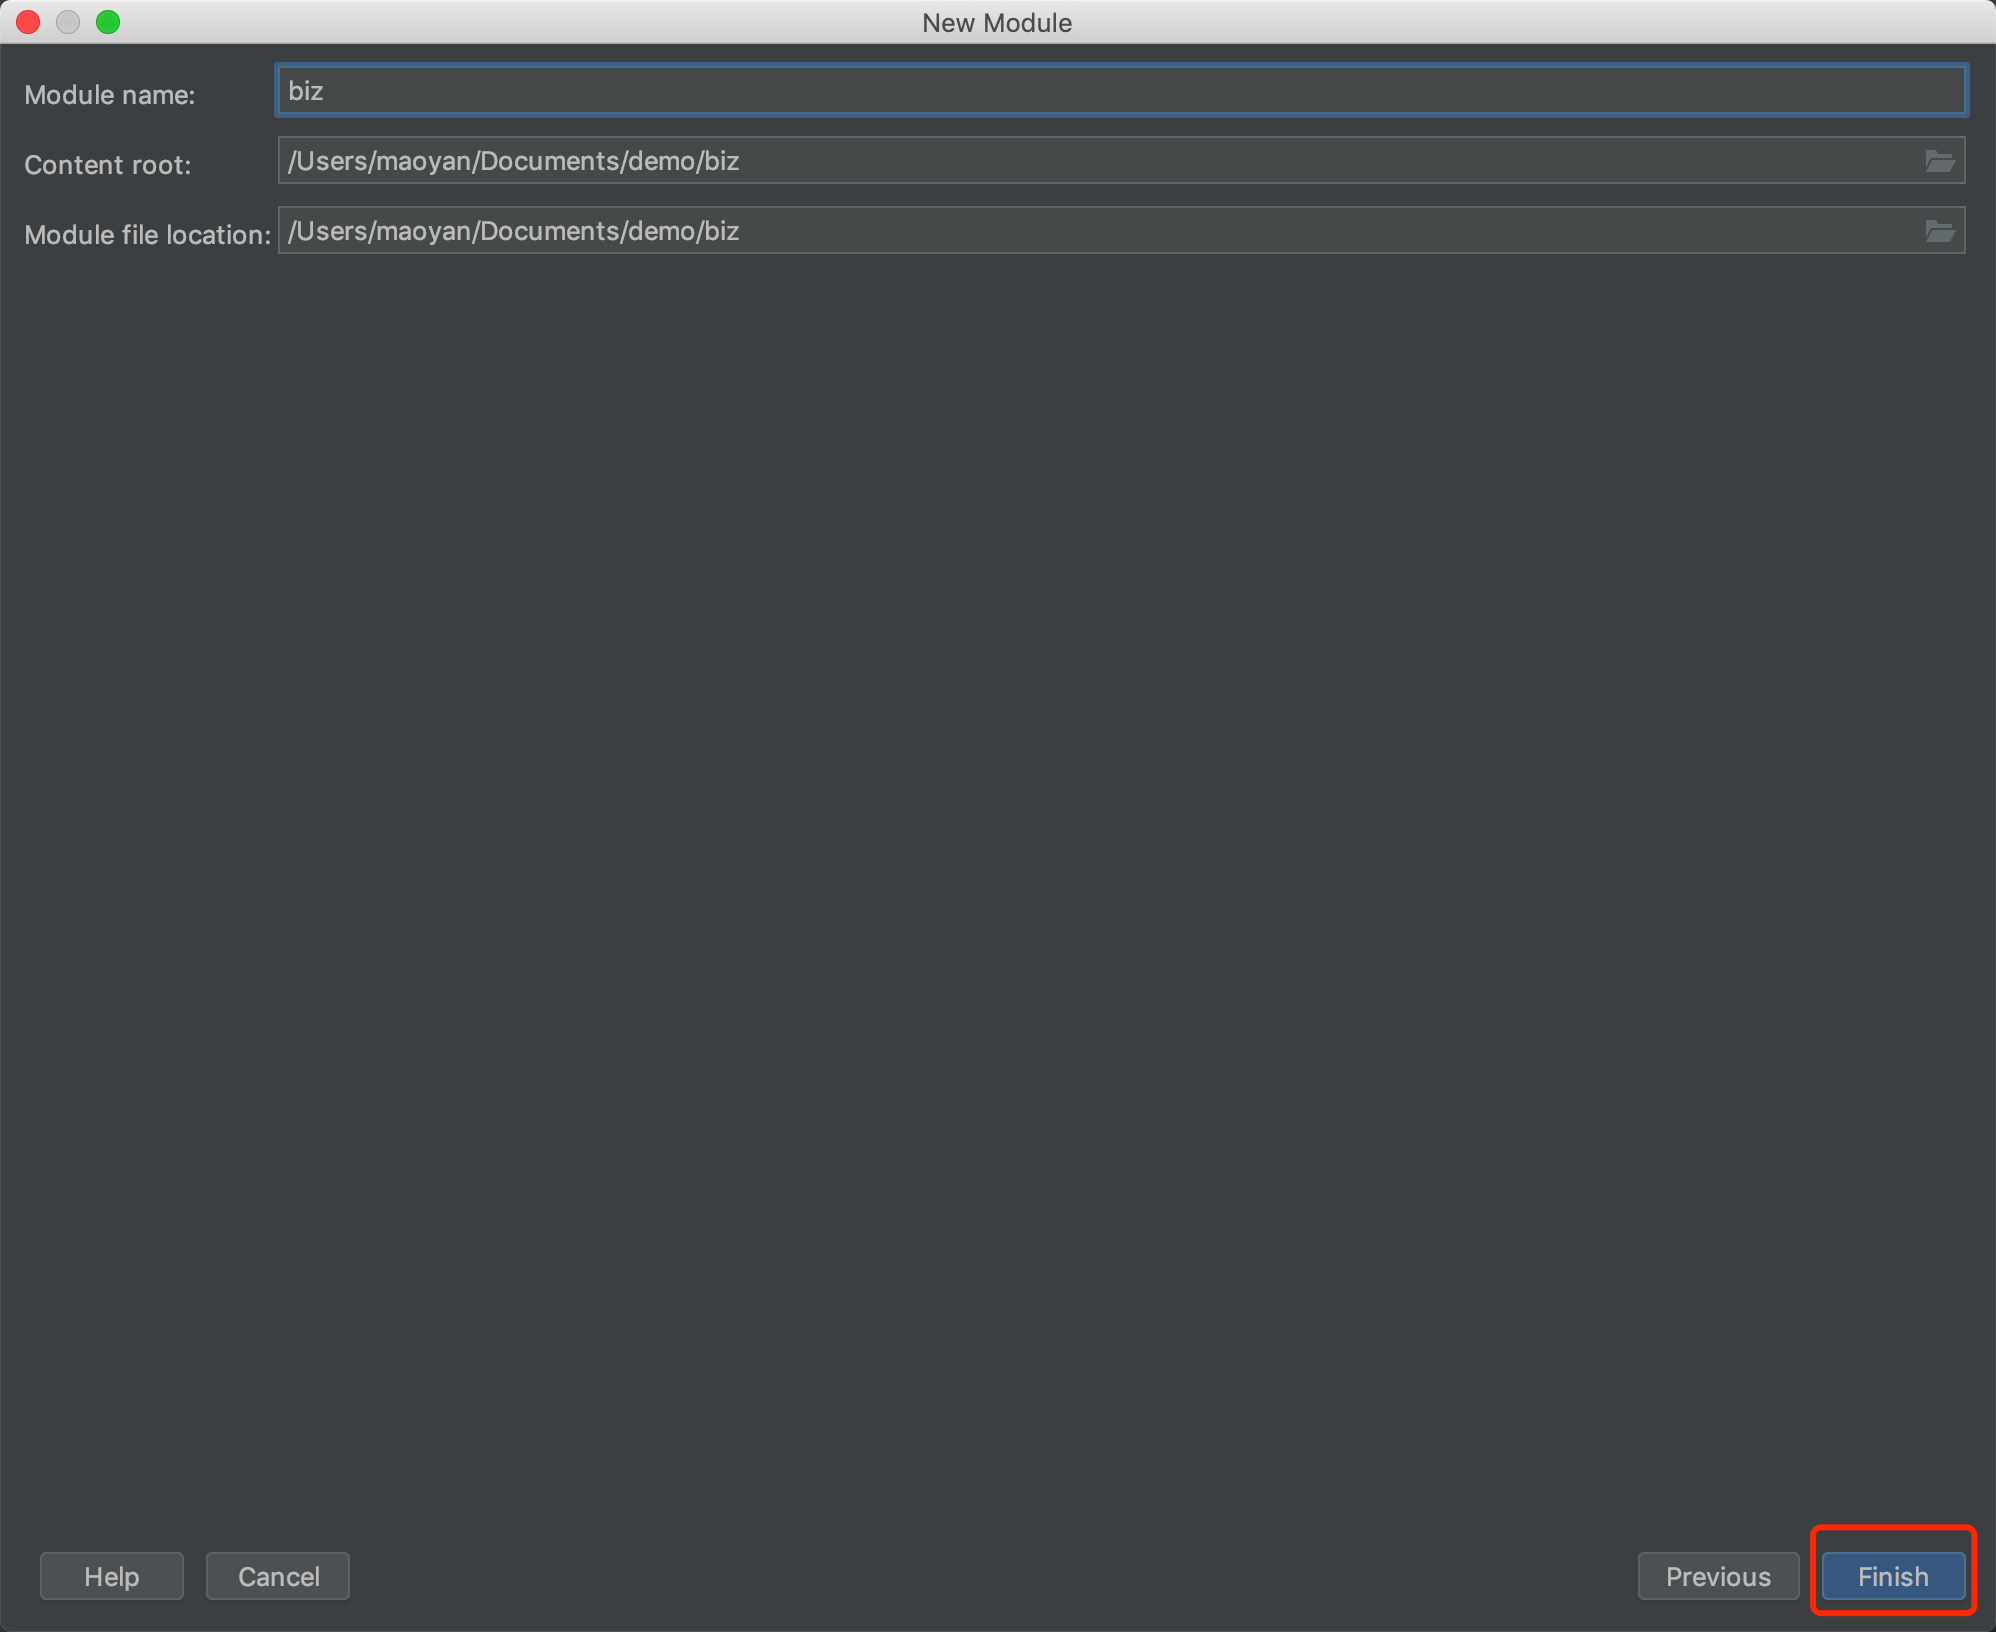 New Module
Module name: biz
Content root: /Users/maoyan/Documents/demo/biz
Module file location: /Users/maoyan/Documents/demo/biz
Help Cancel Previous Finish